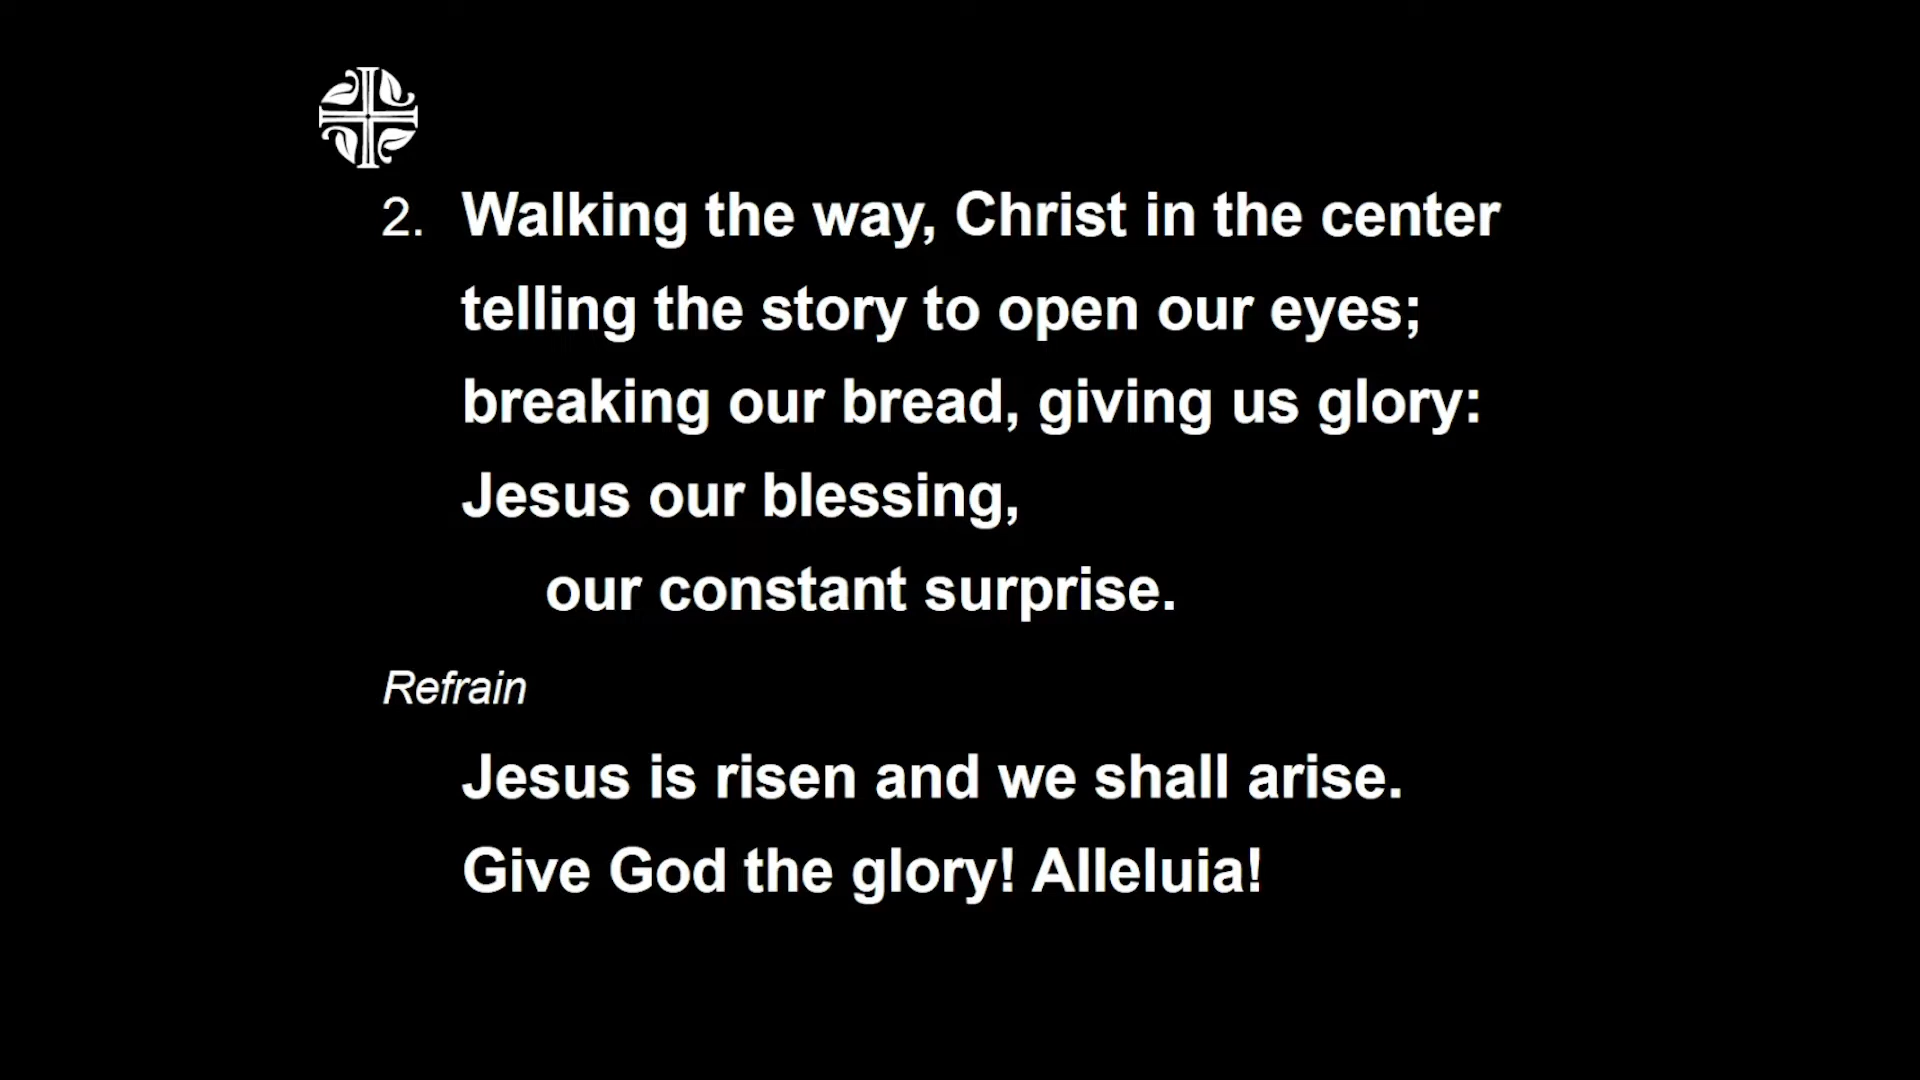 2. Walking the way, Christ in the center
telling the story to open our eyes;
breaking our bread, giving us glory:
Jesus our blessing,
our constant surprise.
Refrain
Jesus is risen and we shall arise.
Give God the glory! Alleluia!